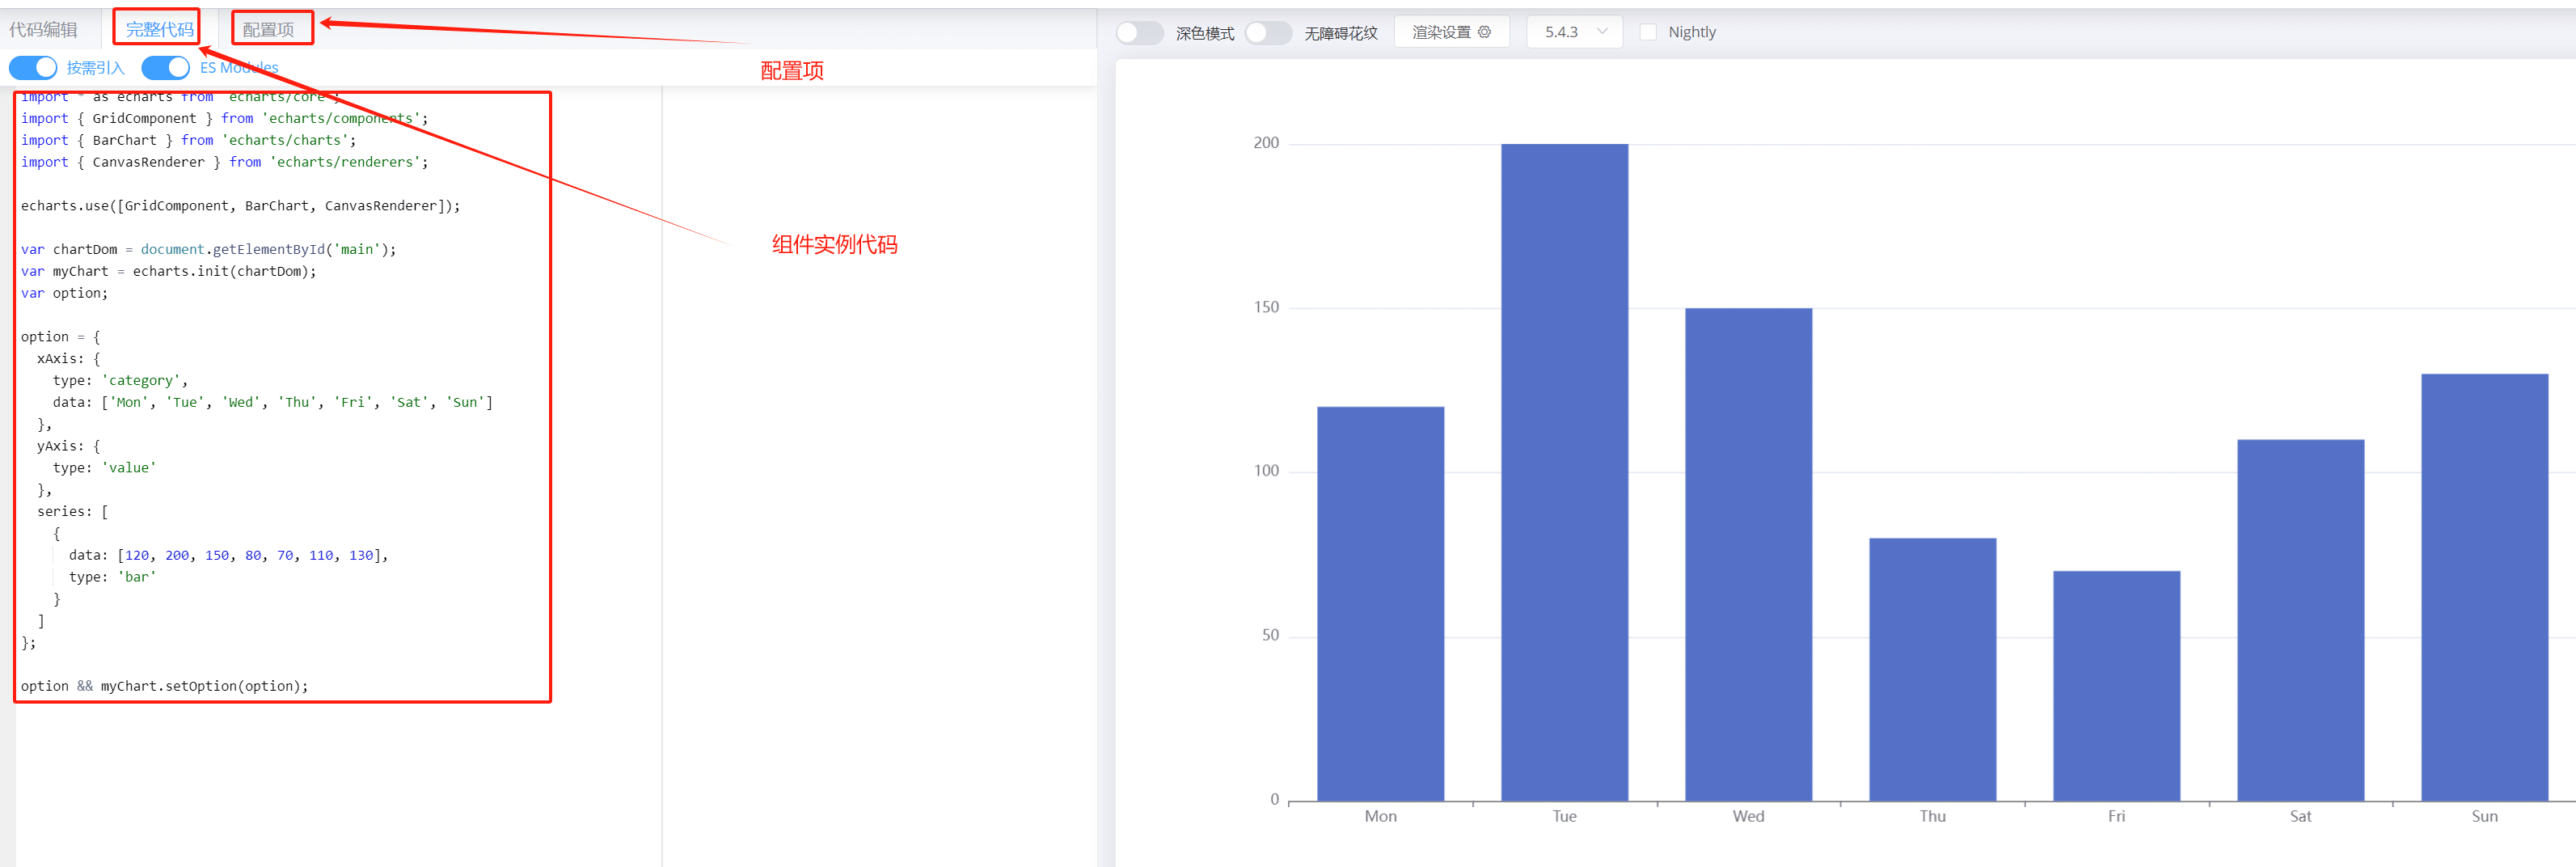 代码编辑 完整代码 配置项
按需引入 ES Modules
import * as echarts from 'echarts/core';
import { GridComponent } from 'echarts/components';
import { BarChart } from 'echarts/charts';
import { CanvasRenderer } from 'echarts/renderers';
echarts.use([GridComponent, BarChart, CanvasRenderer]);
var chartDom = document.getElementById('main');
var myChart = echarts.init(chartDom);
var option;
option = {
xAxis: {
type: 'category',
data: ['Mon', 'Tue', 'Wed', 'Thu', 'Fri', 'Sat', 'Sun']
},
yAxis: {
type: 'value'
},
series: [
{
data: [120, 200, 150, 80, 70, 110, 130],
type: 'bar'
}
]
};
option && myChart.setOption(option);
配置项
组件实例代码
深色模式 无障碍花纹 渲染设置 5.4.3 Nightly
200
150
100
50
0
Mon Tue Wed Thu Fri Sat Sun